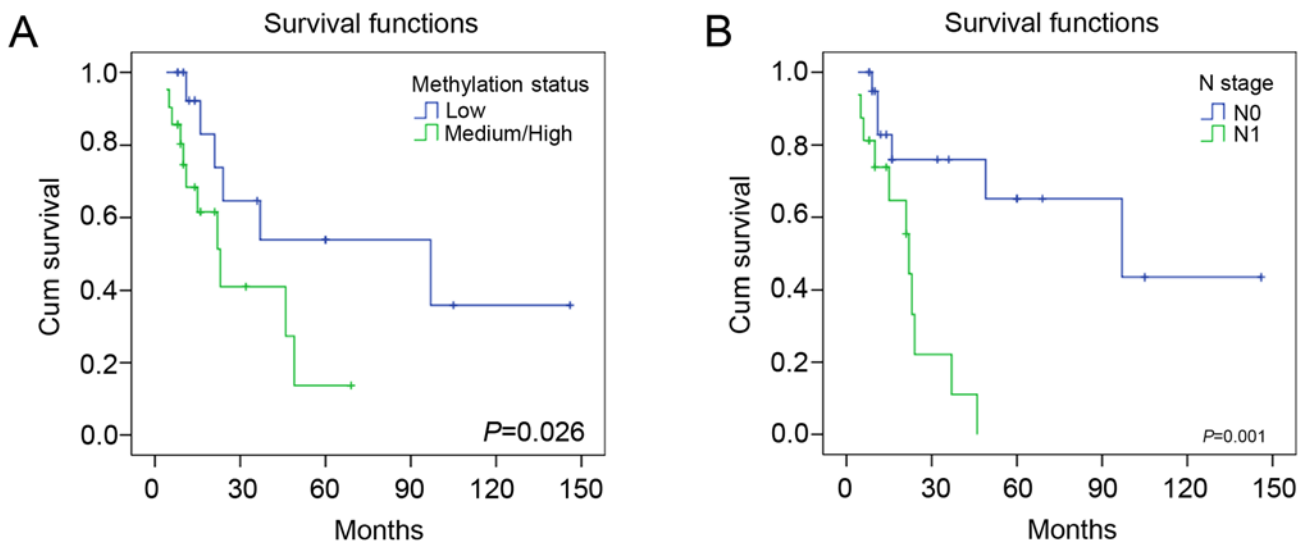 A
Survival functions
Cum survival
1.0
0.8
0.6
0.4
0.2
0.0
Methylation status
Low
Medium/High
P=0.026
0 30 60 90 120 150
Months
B
Survival functions
Cum survival
1.0
0.8
0.6
0.4
0.2
0.0
N stage
N0
N1
P=0.001
0 30 60 90 120 150
Months